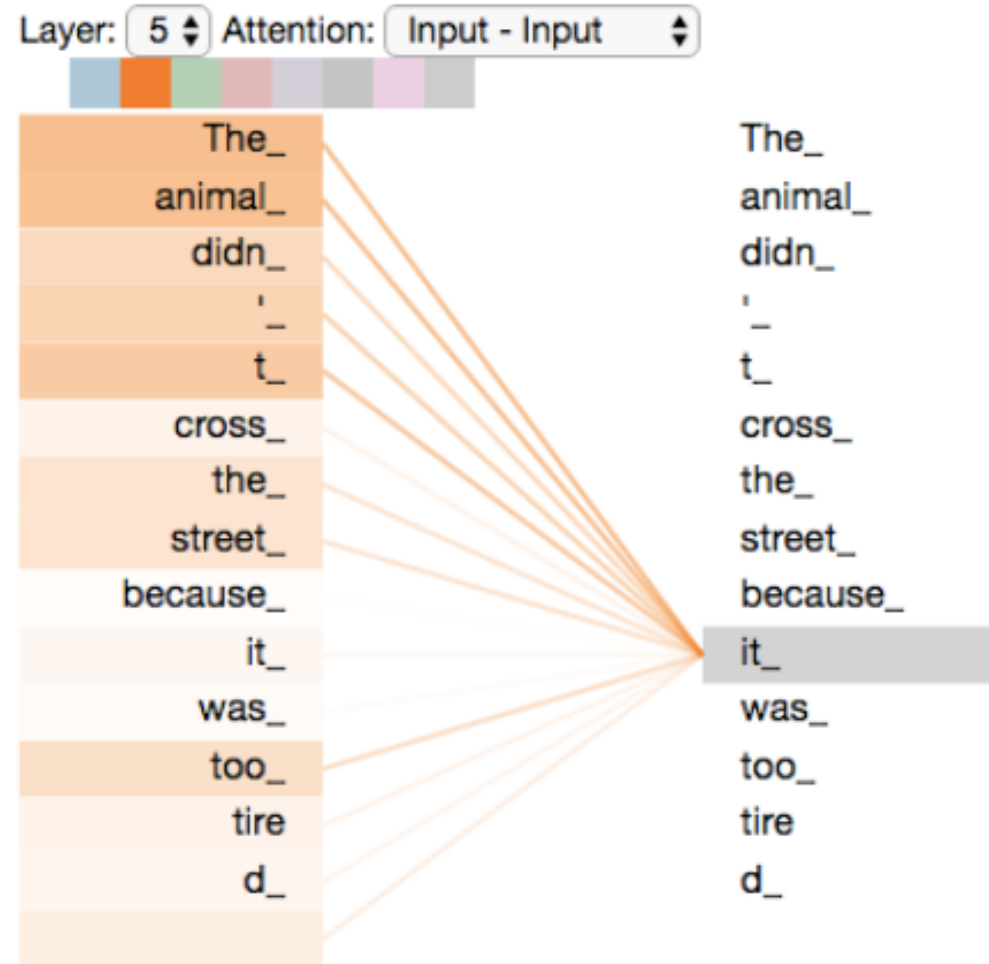 Layer: 5 Attention: Input - Input
The_ The_
animal_ animal_
didn_ didn_
'_ '_
t_ t_
cross_ cross_
the_ the_
street_ street_
because_ because_
it_ it_
was_ was_
too_ too_
tire tire
d_ d_